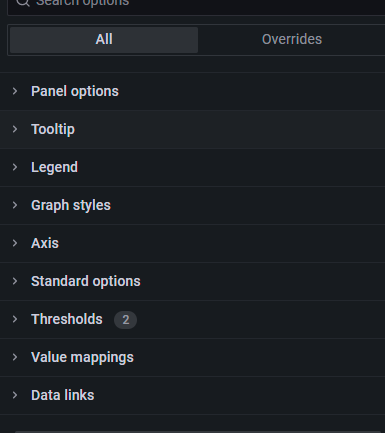 Search options
All
Overrides
Panel options
Tooltip
Legend
Graph styles
Axis
Standard options
Thresholds 2
Value mappings
Data links